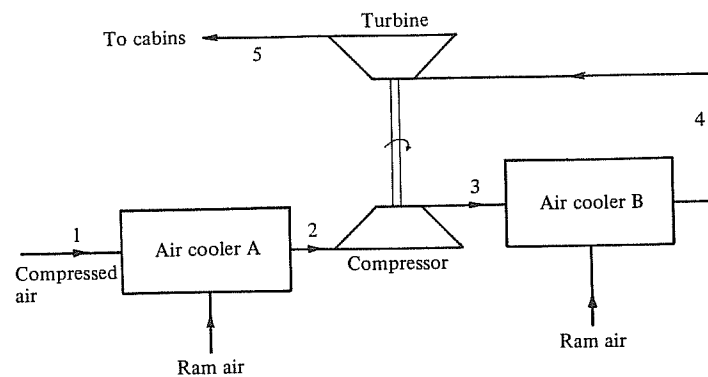 Turbine
To cabins
5
4
3
Air cooler B
1
2
Air cooler A
Compressed
air
Compressor
Ram air
Ram air